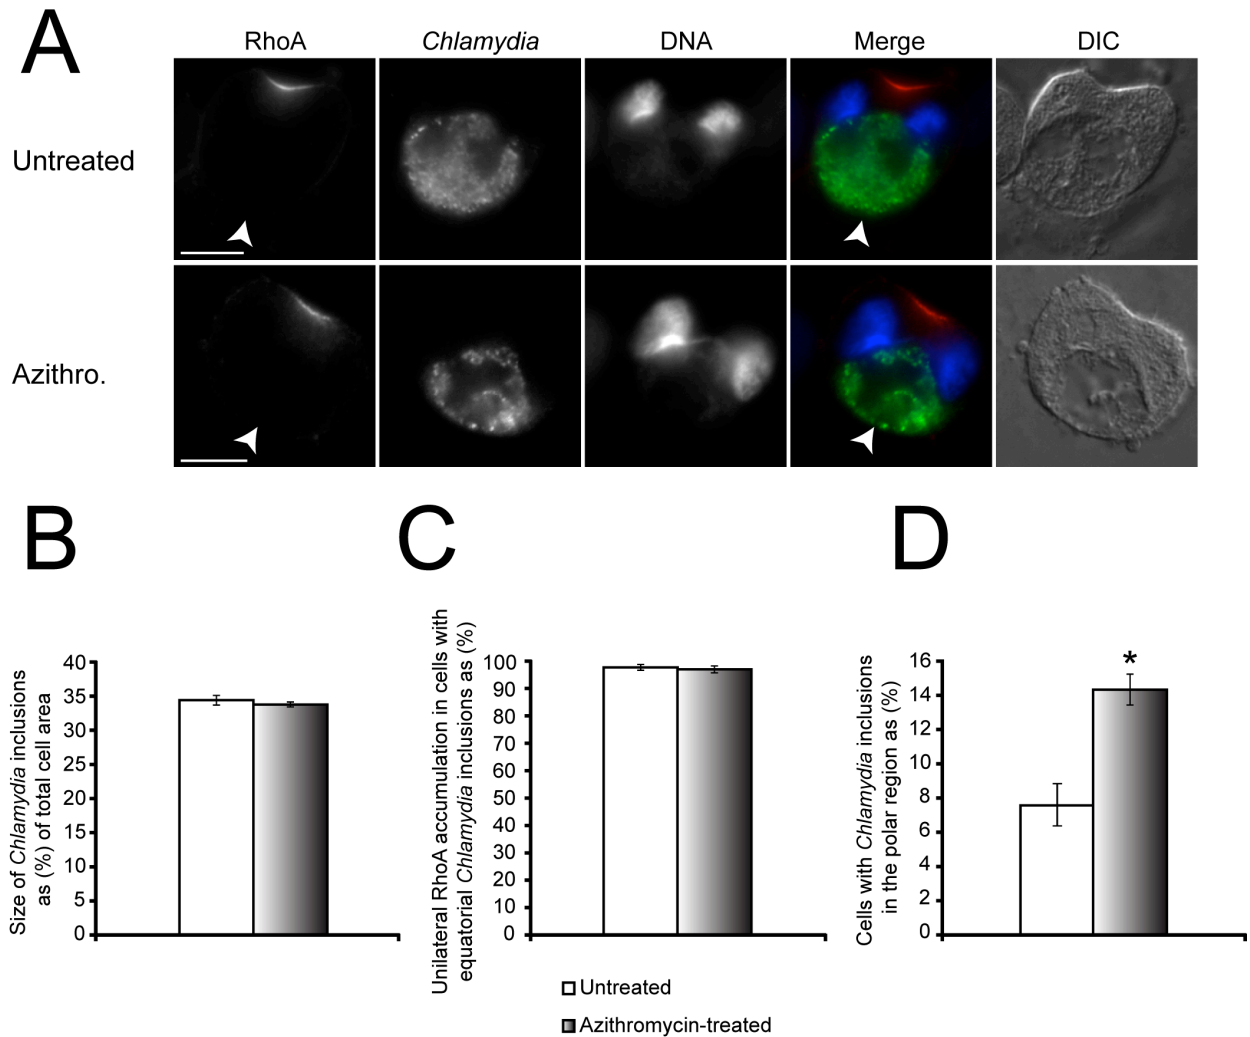 A
RhoA
Chlamydia
DNA
Merge
DIC
Untreated
Azithro.
B
C
D
Size of Chlamydia inclusions
as (%) of total cell area
40
35
30
25
20
15
10
5
0
Unilateral RhoA accumulation in cells with
equatorial Chlamydia inclusions as (%)
100
90
80
70
60
50
40
30
20
10
0
Cells with Chlamydia inclusions
in the polar region as (%)
16
14
12
10
8
6
4
2
0
*
Untreated
Azithromycin-treated